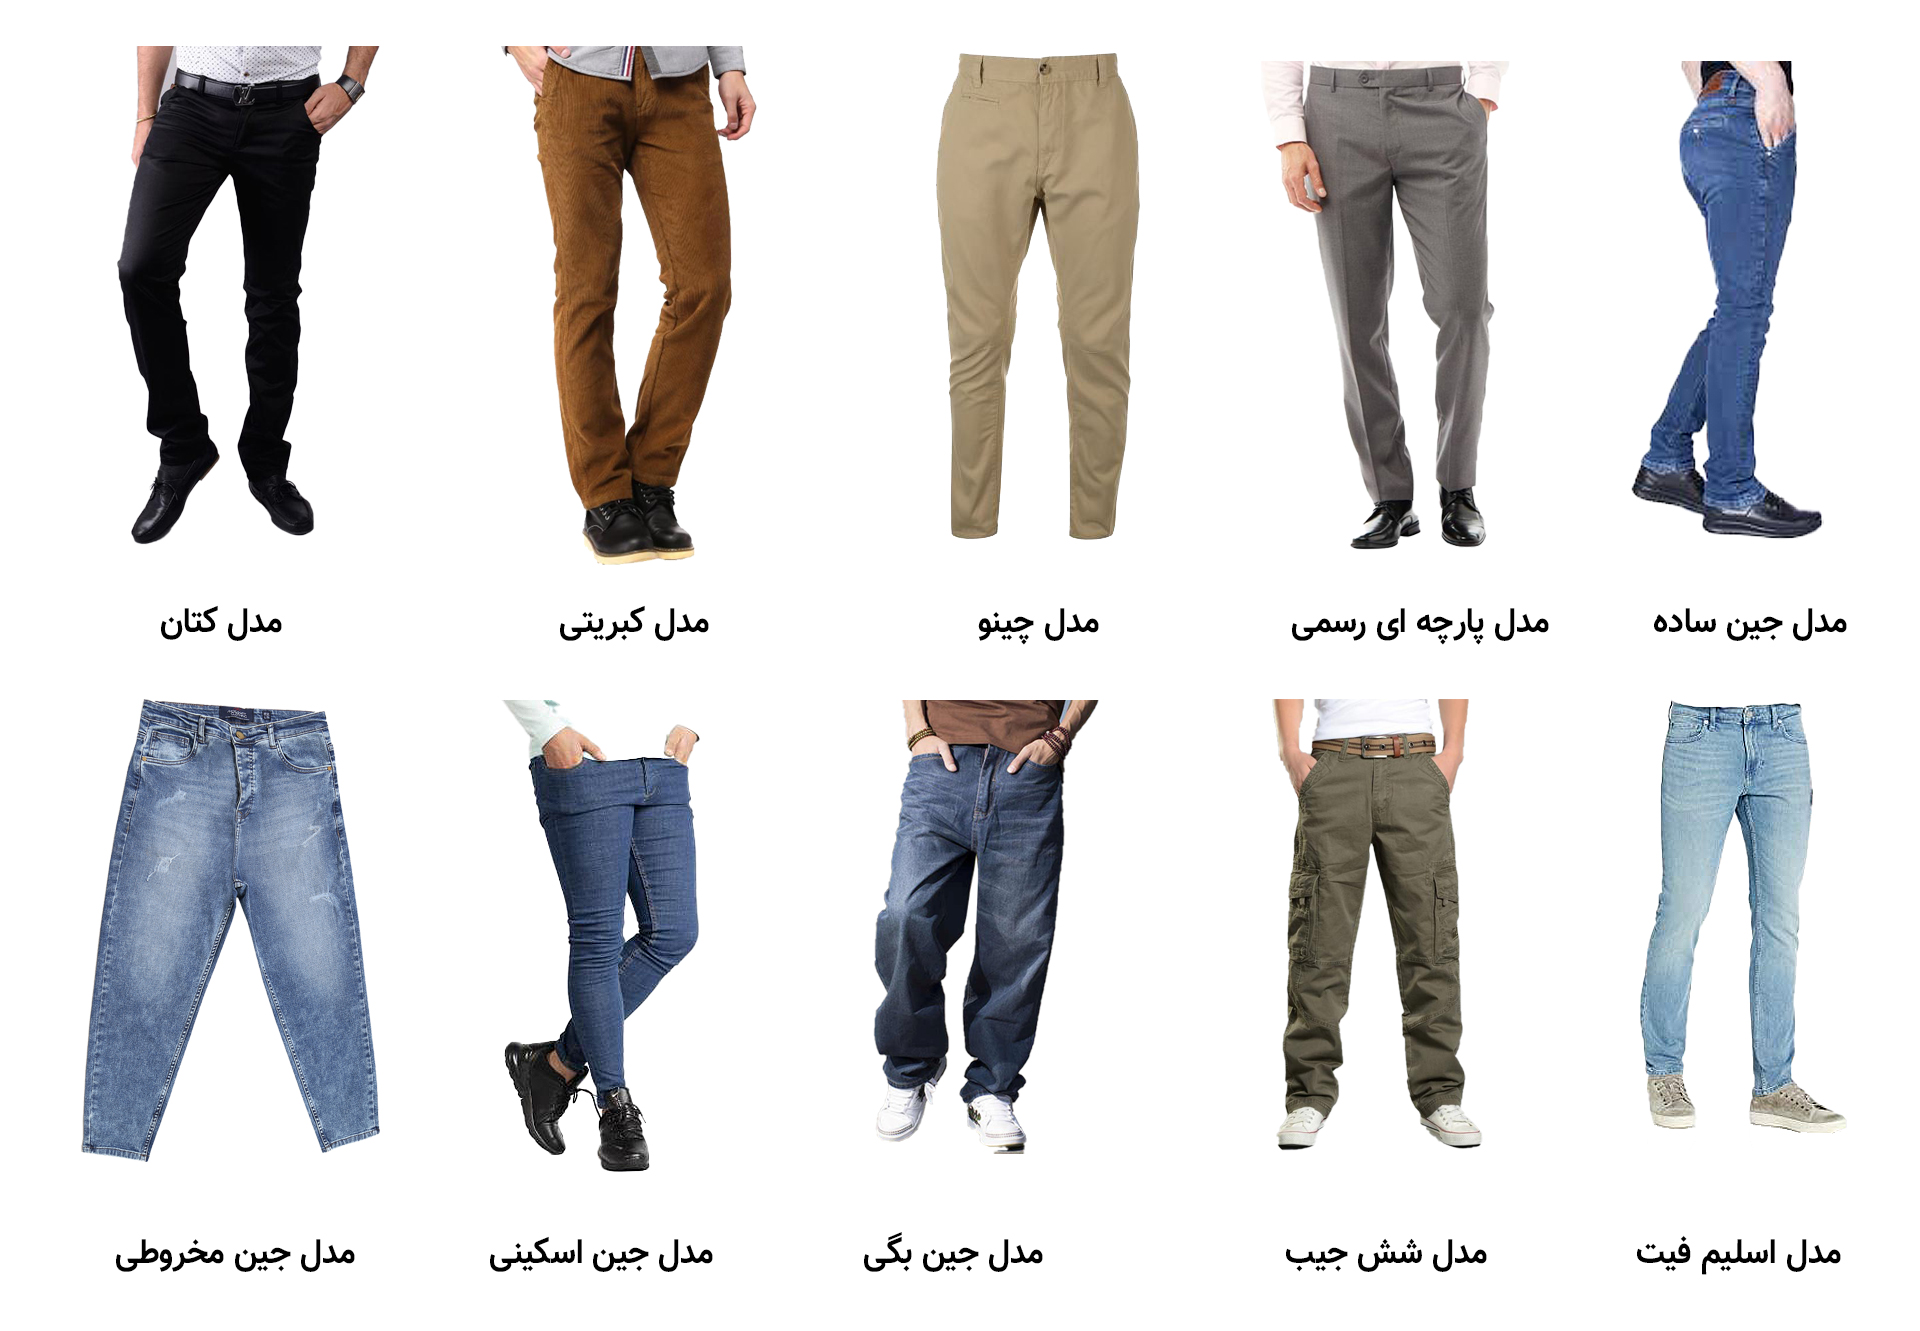 مدل جین ساده
مدل پارچه ای رسمی
مدل چینو
مدل کبریتی
مدل کتان
مدل اسلیم فیت
مدل شش جیب
مدل جین بگی
مدل جین اسکینی
مدل جین مخروطی